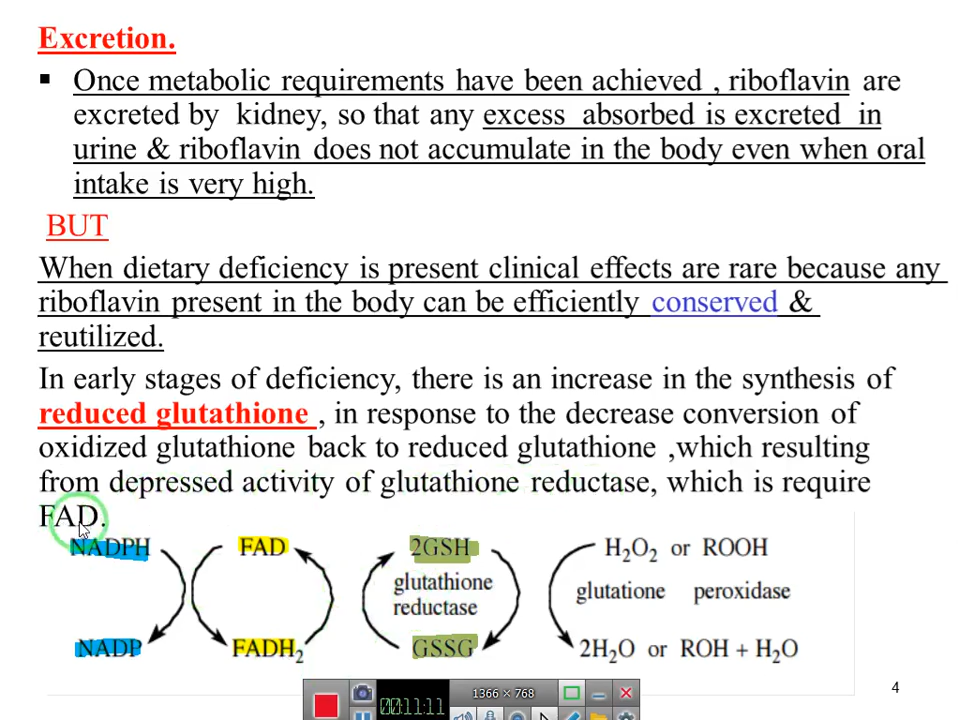 Excretion.
▪ Once metabolic requirements have been achieved , riboflavin are
excreted by kidney, so that any excess absorbed is excreted in
urine & riboflavin does not accumulate in the body even when oral
intake is very high.
BUT
When dietary deficiency is present clinical effects are rare because any
riboflavin present in the body can be efficiently conserved &
reutilized.
In early stages of deficiency, there is an increase in the synthesis of
reduced glutathione , in response to the decrease conversion of
oxidized glutathione back to reduced glutathione ,which resulting
from depressed activity of glutathione reductase, which is require
FAD.
NADPH FAD 2GSH H₂O₂ or ROOH
glutathione
reductase
glutatione peroxidase
NADP FADH₂ GSSG 2H₂O or ROH + H₂O
4
1366 × 768
00:11:11